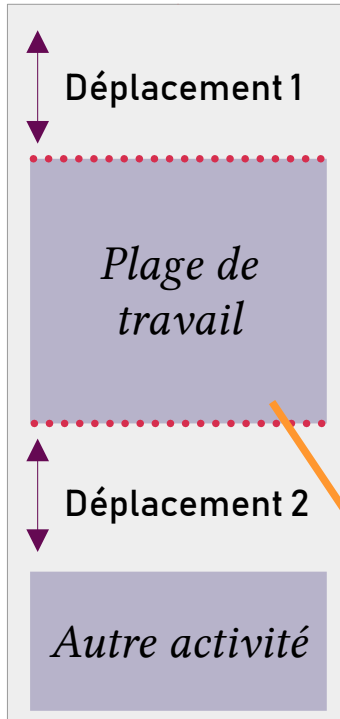 Déplacement 1
Plage de
travail
Déplacement 2
Autre activité